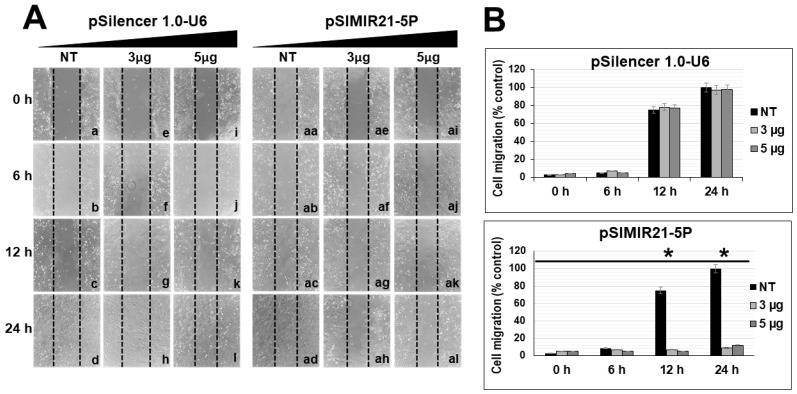 A
pSilencer 1.0-U6
pSIMIR21-5P
NT 3µg 5µg NT 3µg 5µg
0 h a e i aa ae ai
6 h b f j ab af aj
12 h c g k ac ag ak
24 h d h l ad ah al
B
pSilencer 1.0-U6
Cell migration (% control)
120
100
80
60
40
20
0
0 h 6 h 12 h 24 h
NT
3 µg
5 µg
pSIMIR21-5P
Cell migration (% control)
120
100
80
60
40
20
0
* *
0 h 6 h 12 h 24 h
NT
3 µg
5 µg